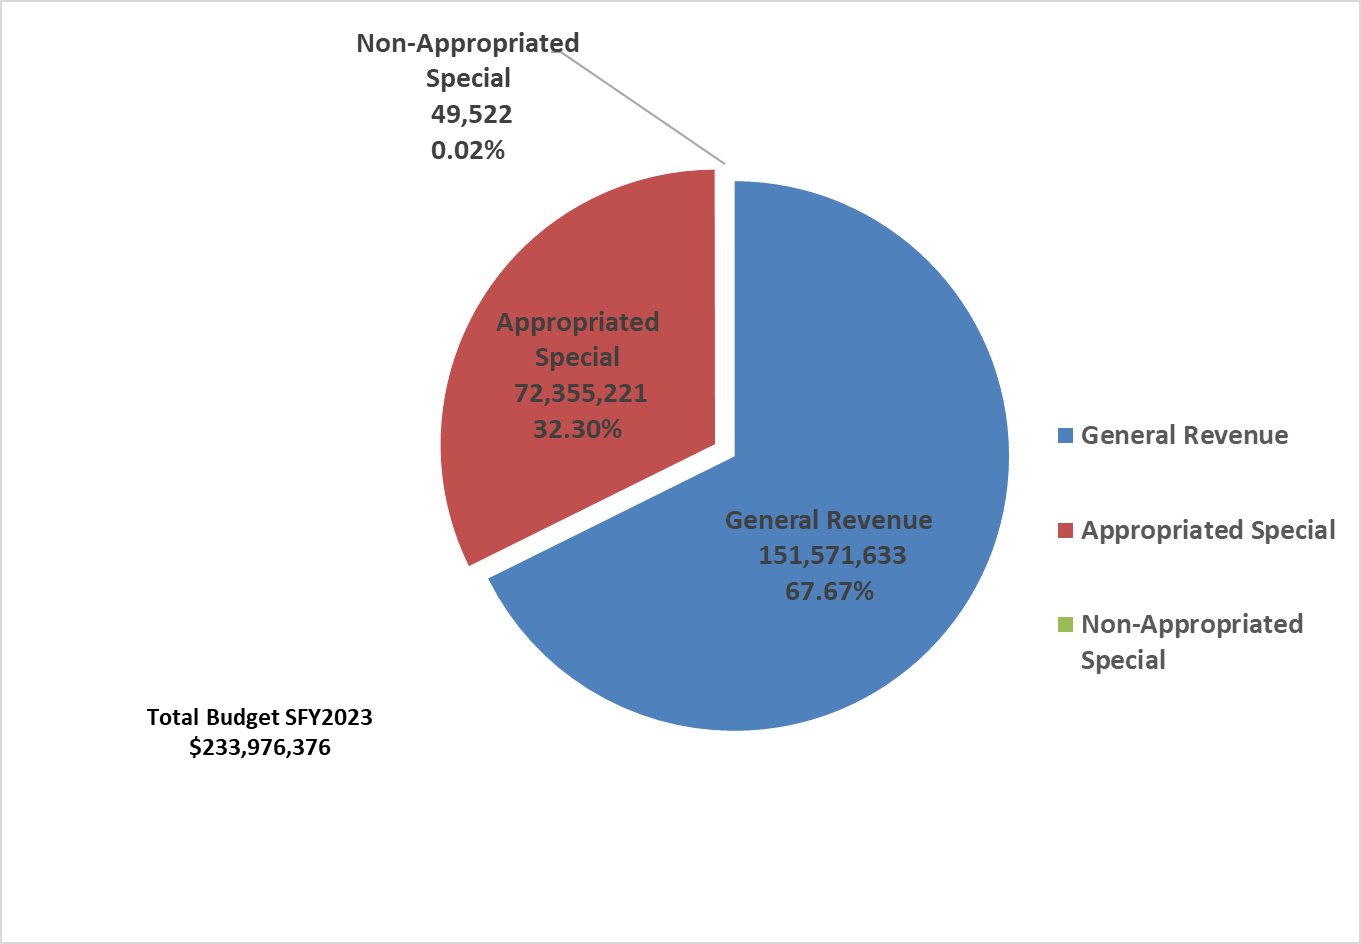 Non-Appropriated
Special
49,522
0.02%
Appropriated
Special
72,355,221
32.30%
General Revenue
151,571,633
67.67%
General Revenue
Appropriated Special
Non-Appropriated
Special
Total Budget SFY2023
$233,976,376